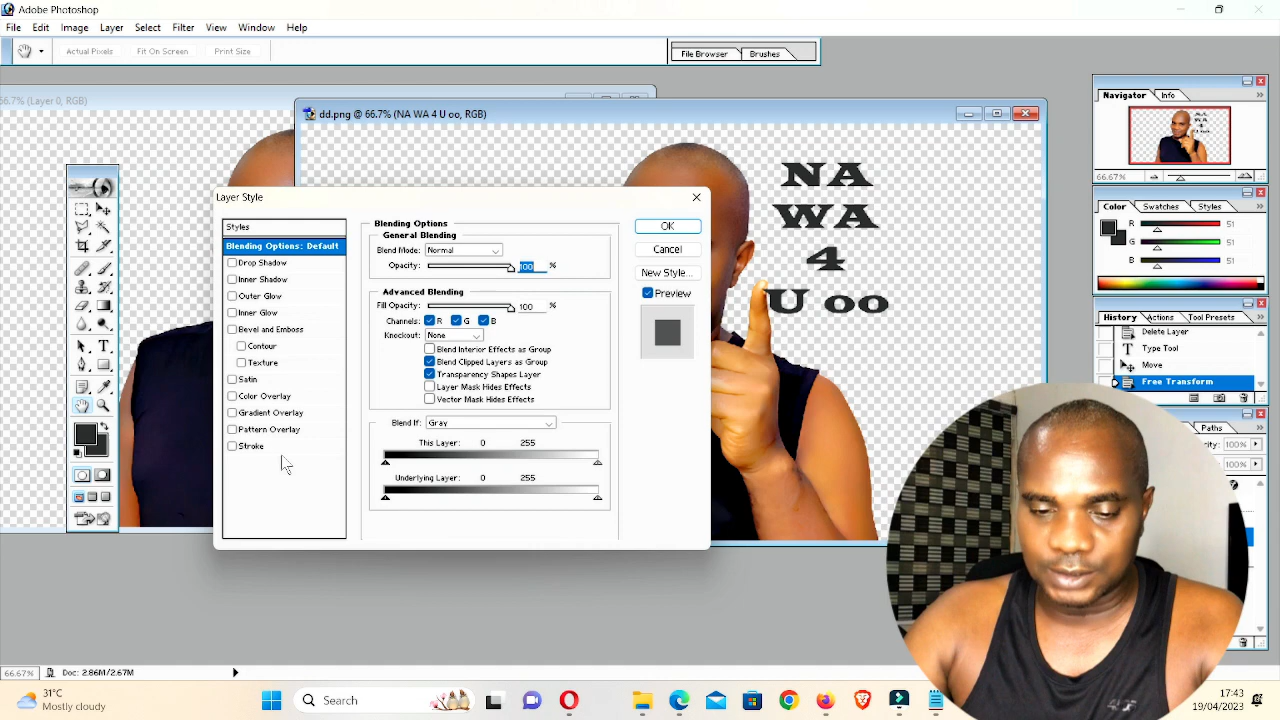 Adobe Photoshop
File Edit Image Layer Select Filter View Window Help
Actual Pixels Fit On Screen Print Size File Browser Brushes
66.7% (Layer 0, RGB)
dd.png @ 66.7% (NA WA 4 U oo, RGB)
NA
WA
4
U oo
Layer Style
Styles
Blending Options: Default
Drop Shadow
Inner Shadow
Outer Glow
Inner Glow
Bevel and Emboss
Contour
Texture
Satin
Color Overlay
Gradient Overlay
Pattern Overlay
Stroke
Blending Options
General Blending
Blend Mode: Normal
Opacity: 100 %
Advanced Blending
Fill Opacity: 100 %
Channels: R G B
Knockout: None
Blend Interior Effects as Group
Blend Clipped Layers as Group
Transparency Shapes Layer
Layer Mask Hides Effects
Vector Mask Hides Effects
Blend If: Gray
This Layer: 0 255
Underlying Layer: 0 255
OK
Cancel
New Style...
Preview
Navigator Info
66.67%
Color Swatches Styles
R 51
G 51
B 51
History Actions Tool Presets
Delete Layer
Type Tool
Move
Free Transform
Paths
100%
100%
66.67% Doc: 2.86M/2.67M
31°C
Mostly cloudy
Search
17:43
19/04/2023